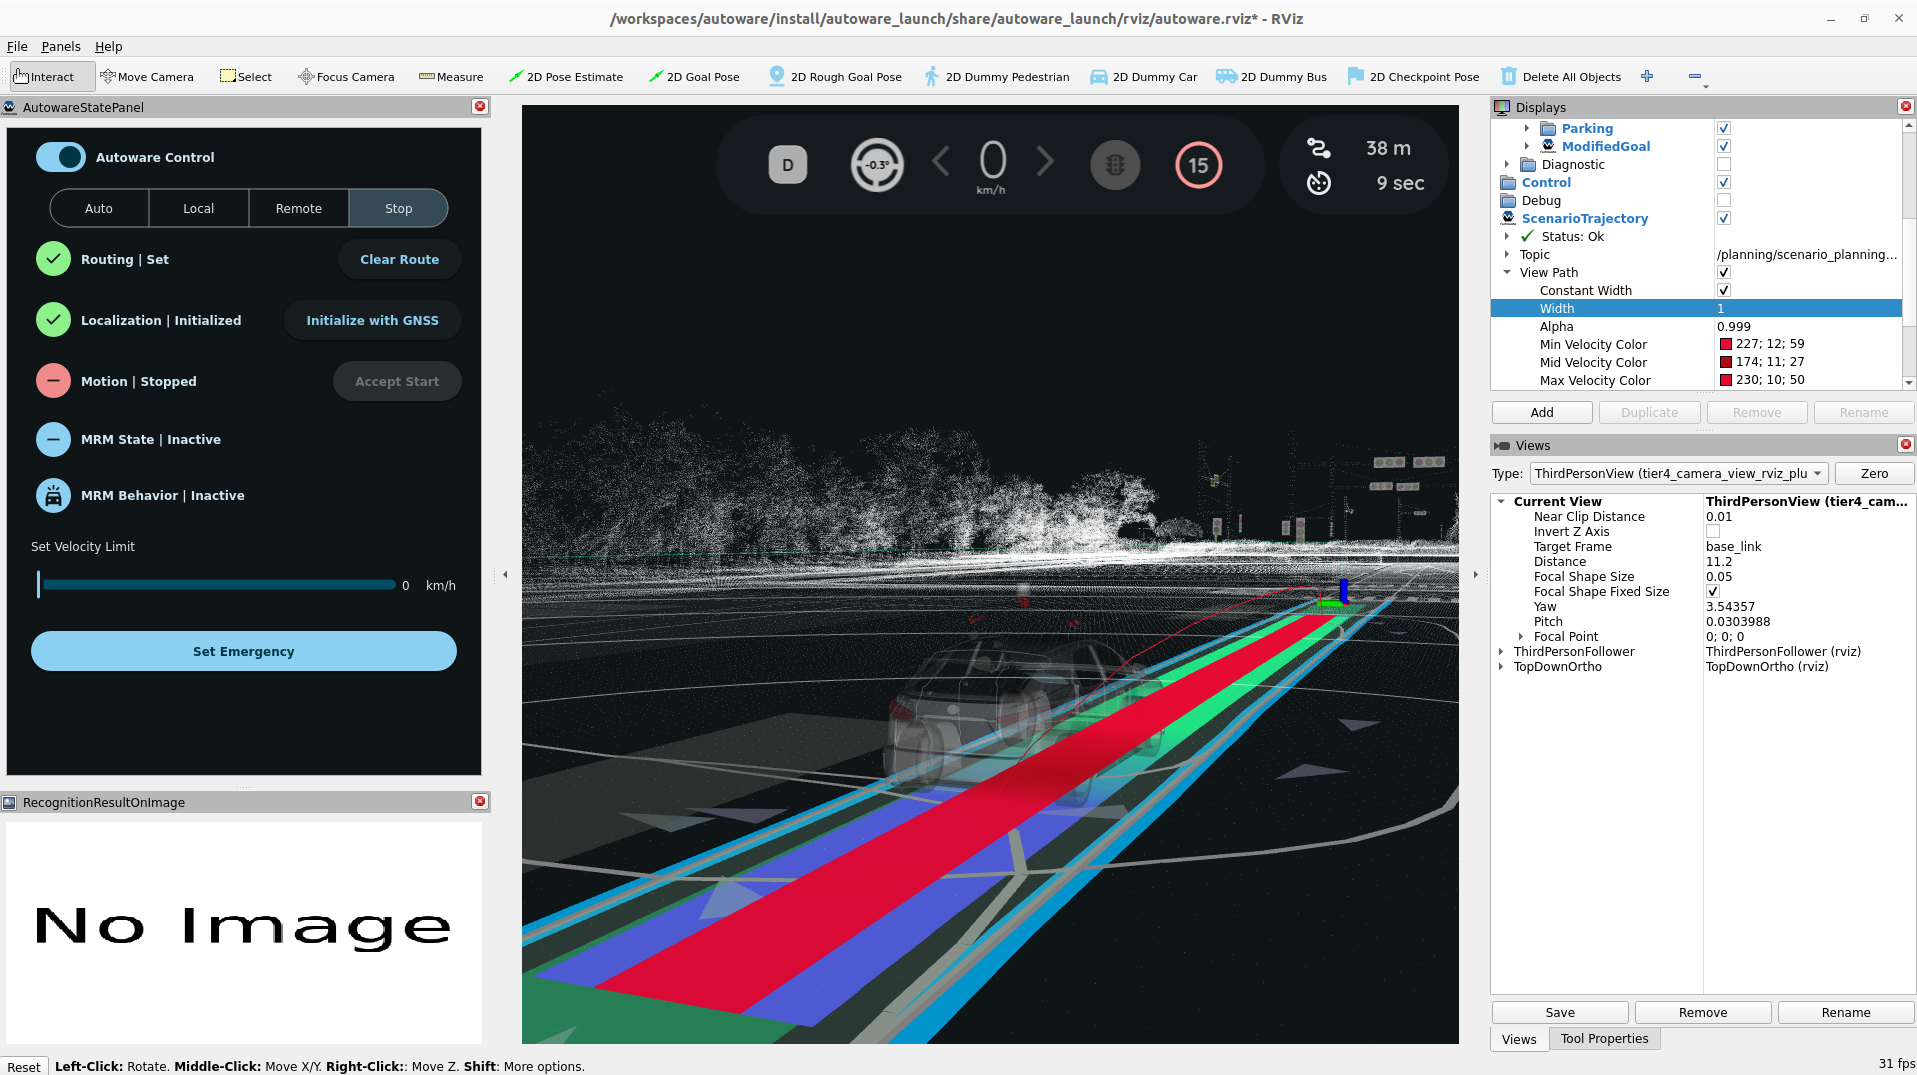 /workspaces/autoware/install/autoware_launch/share/autoware_launch/rviz/autoware.rviz* - RViz
File Panels Help
Interact Move Camera Select Focus Camera Measure 2D Pose Estimate 2D Goal Pose 2D Rough Goal Pose 2D Dummy Pedestrian 2D Dummy Car 2D Dummy Bus 2D Checkpoint Pose Delete All Objects
AutowareStatePanel
Autoware Control
Auto Local Remote Stop
Routing | Set Clear Route
Localization | Initialized Initialize with GNSS
Motion | Stopped Accept Start
MRM State | Inactive
MRM Behavior | Inactive
Set Velocity Limit
0 km/h
Set Emergency
RecognitionResultOnImage
No Image
D -0.3° 0 km/h 15
38 m
9 sec
Displays
Parking
ModifiedGoal
Diagnostic
Control
Debug
ScenarioTrajectory
Status: Ok
Topic /planning/scenario_planning...
View Path
Constant Width
Width 1
Alpha 0.999
Min Velocity Color 227; 12; 59
Mid Velocity Color 174; 11; 27
Max Velocity Color 230; 10; 50
Add Duplicate Remove Rename
Views
Type: ThirdPersonView (tier4_camera_view_rviz_plu Zero
Current View ThirdPersonView (tier4_cam...
Near Clip Distance 0.01
Invert Z Axis
Target Frame base_link
Distance 11.2
Focal Shape Size 0.05
Focal Shape Fixed Size
Yaw 3.54357
Pitch 0.0303988
Focal Point 0; 0; 0
ThirdPersonFollower ThirdPersonFollower (rviz)
TopDownOrtho TopDownOrtho (rviz)
Save Remove Rename
Views Tool Properties
Reset Left-Click: Rotate. Middle-Click: Move X/Y. Right-Click:: Move Z. Shift: More options.
31 fps